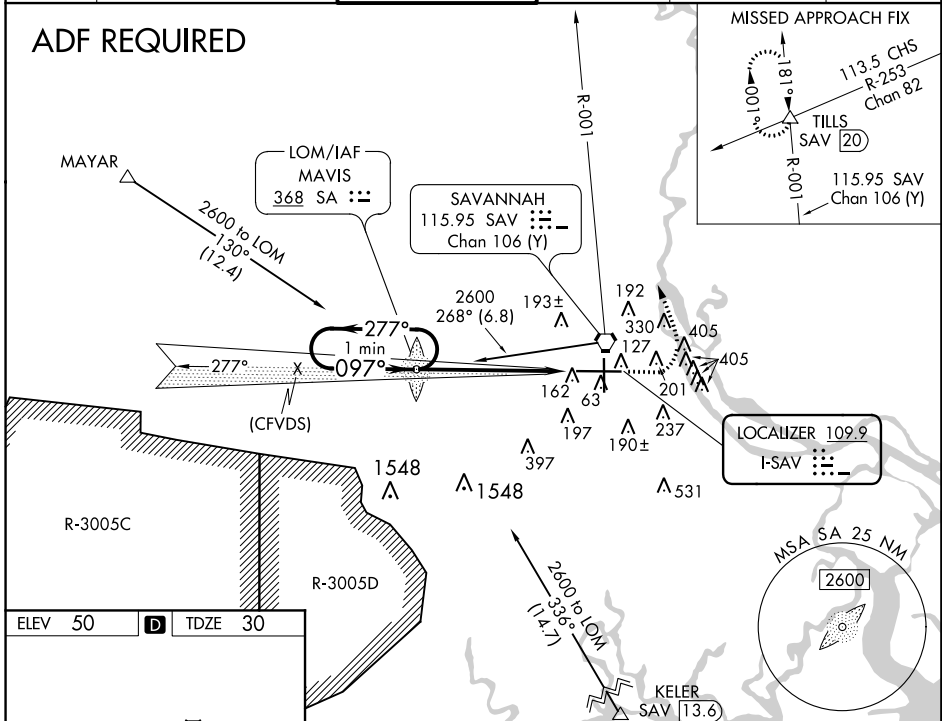 ADF REQUIRED
MISSED APPROACH FIX
181°
001°
113.5 CHS
R-253
Chan 82
TILLS
SAV 20
R-001
115.95 SAV
Chan 106 (Y)
R-001
MAYAR
2600 to LOM
130°
(12.4)
LOM/IAF
MAVIS
368 SA
SAVANNAH
115.95 SAV
Chan 106 (Y)
2600
268° (6.8)
193±
192
330
127
405
405
277°
1 min
097°
277°
X
(CFVDS)
162
63
201
197
190±
237
397
531
1548
1548
LOCALIZER 109.9
I-SAV
R-3005C
R-3005D
MSA SA 25 NM
2600
2600 to LOM
336°
(14.7)
KELER
SAV 13.6
ELEV 50 D TDZE 30